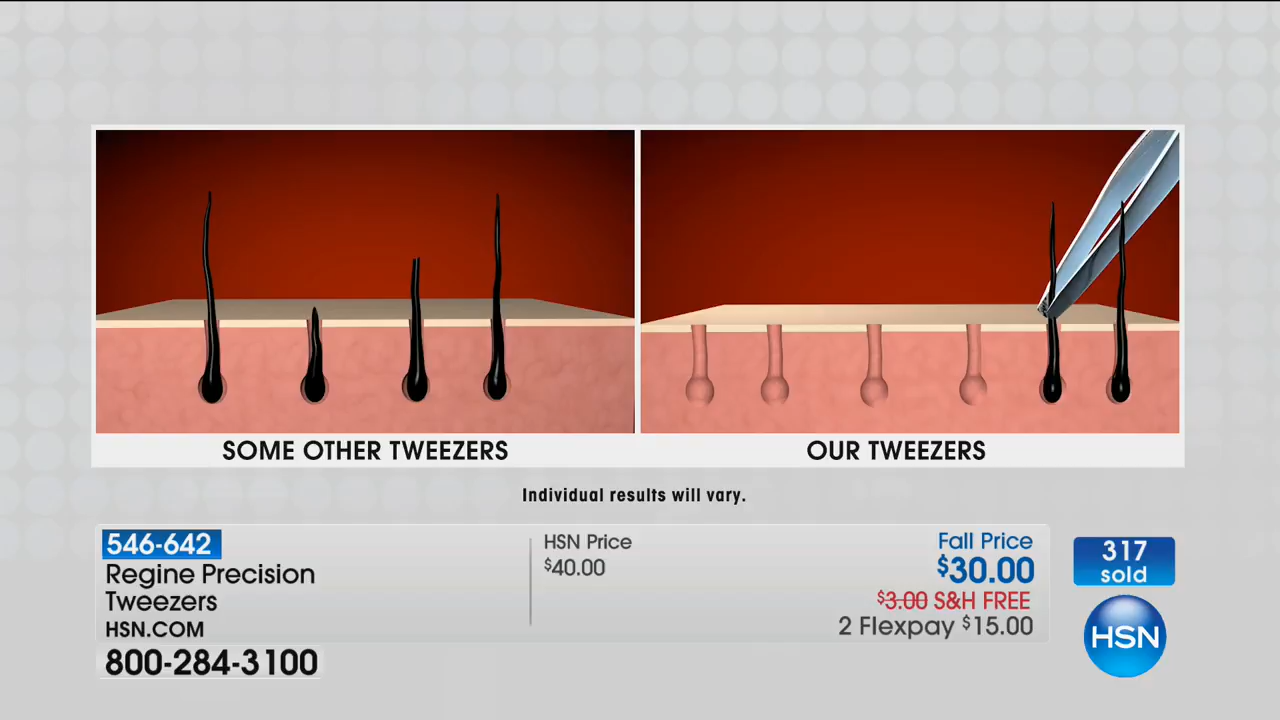 SOME OTHER TWEEZERS
OUR TWEEZERS
Individual results will vary.
546-642
Regine Precision
Tweezers
HSN.COM
800-284-3100
HSN Price
$40.00
Fall Price
$30.00
$3.00 S&H FREE
2 Flexpay $15.00
317
sold
HSN